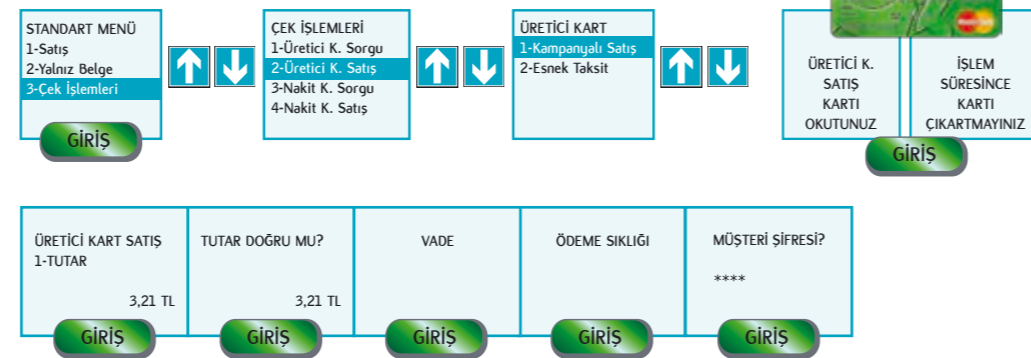 STANDART MENÜ
1-Satış
2-Yalnız Belge
3-Çek İşlemleri
GİRİŞ
ÇEK İŞLEMLERİ
1-Üretici K. Sorgu
2-Üretici K. Satış
3-Nakit K. Sorgu
4-Nakit K. Satış
ÜRETİCİ KART
1-Kampanyalı Satış
2-Esnek Taksit
ÜRETİCİ K.
SATIŞ
KARTI
OKUTUNUZ
İŞLEM
SÜRESİNCE
KARTI
ÇIKARTMAYINIZ
GİRİŞ
ÜRETİCİ KART SATIŞ
1-TUTAR
3,21 TL
GİRİŞ
TUTAR DOĞRU MU?
3,21 TL
GİRİŞ
VADE
GİRİŞ
ÖDEME SIKLIĞI
GİRİŞ
MÜŞTERİ ŞİFRESİ?
****
GİRİŞ